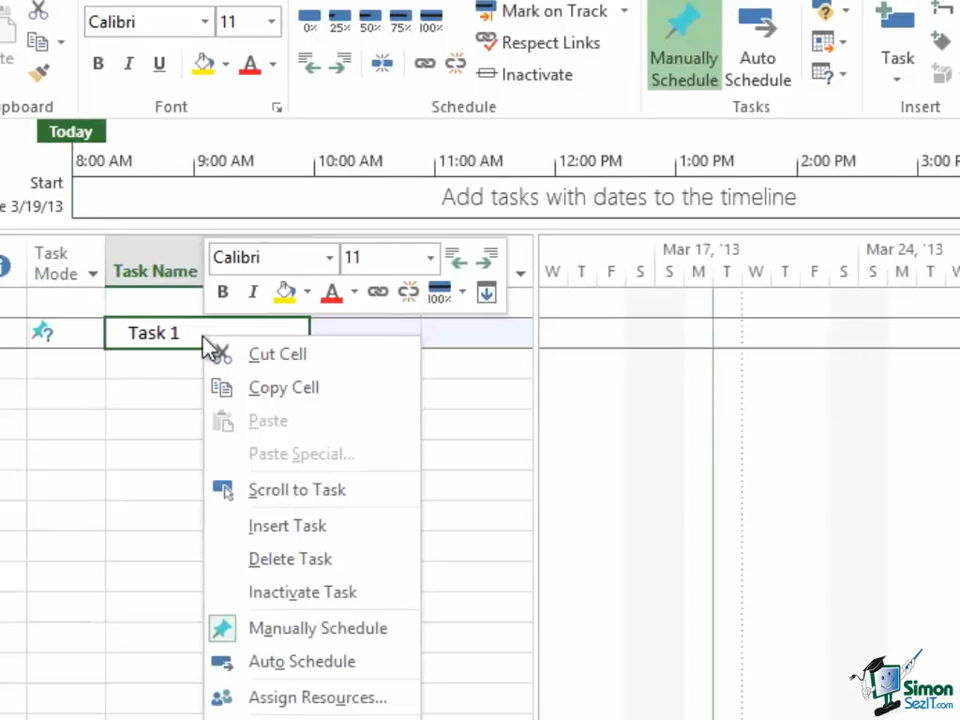 Calibri 11
0% 25% 50% 75% 100%
Mark on Track
Respect Links
Inactivate
Manually Schedule
Auto Schedule
Task
B I U A
Font
Schedule
Tasks
Insert
Today
8:00 AM 9:00 AM 10:00 AM 11:00 AM 12:00 PM 1:00 PM 2:00 PM 3:00 P
Start
e 3/19/13
Add tasks with dates to the timeline
Task Mode
Task Name
Calibri 11
B I A 100%
Mar 17, '13 Mar 24, '13
W T F S S M T W T F S S M T W
Task 1
Cut Cell
Copy Cell
Paste
Paste Special...
Scroll to Task
Insert Task
Delete Task
Inactivate Task
Manually Schedule
Auto Schedule
Assign Resources...
Simon
SezIT.com